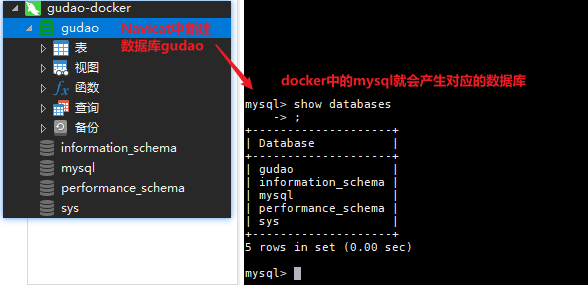 gudao-docker
gudao
表
视图
函数
查询
备份
information_schema
mysql
performance_schema
sys
Navicat中新建
数据库gudao
docker中的mysql就会产生对应的数据库
mysql> show databases
    -> ;
+--------------------+
| Database           |
+--------------------+
| gudao              |
| information_schema |
| mysql              |
| performance_schema |
| sys                |
+--------------------+
5 rows in set (0.00 sec)
mysql>